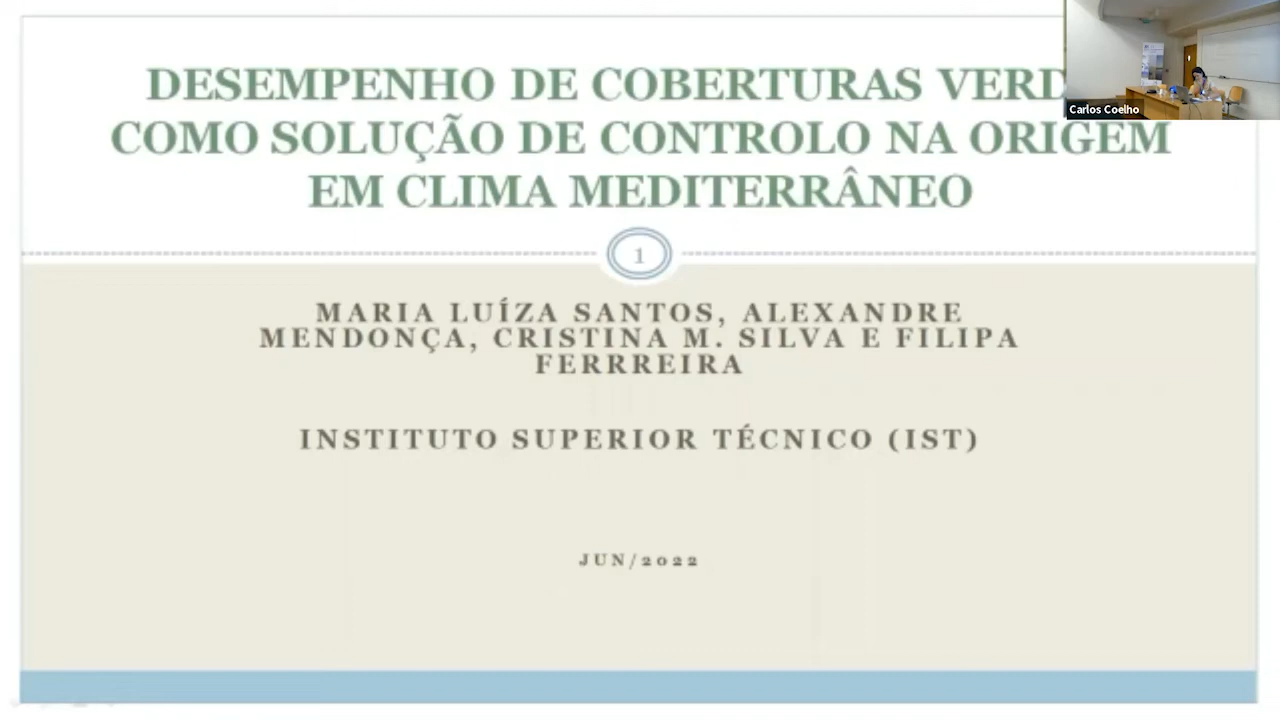 DESEMPENHO DE COBERTURAS VERD
COMO SOLUÇÃO DE CONTROLO NA ORIGEM
EM CLIMA MEDITERRÂNEO
1
MARIA LUÍZA SANTOS, ALEXANDRE
MENDONÇA, CRISTINA M. SILVA E FILIPA
FERRREIRA
INSTITUTO SUPERIOR TÉCNICO (IST)
JUN/2022
Carlos Coelho